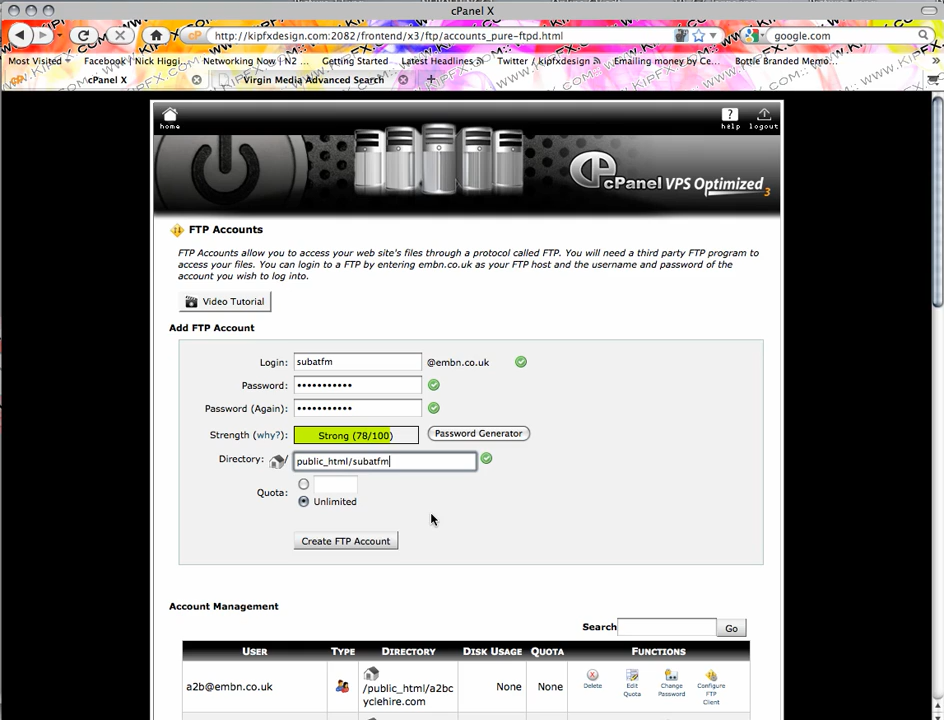 cPanel X
http://kipfxdesign.com:2082/frontend/x3/ftp/accounts_pure-ftpd.html
google.com
Most Visited
Facebook | Nick Higgi...
Networking Now | N2 ...
Getting Started
Latest Headlines
Twitter / kipfxdesign
Emailing money by Ce...
Bottle Branded Memo...
»
cPanel X
Virgin Media Advanced Search
home
help
logout
cPanel VPS Optimized 3
FTP Accounts
FTP Accounts allow you to access your web site's files through a protocol called FTP. You will need a third party FTP program to
access your files. You can login to a FTP by entering embn.co.uk as your FTP host and the username and password of the
account you wish to log into.
Video Tutorial
Add FTP Account
Login: subatfm @embn.co.uk
Password: •••••••••••
Password (Again): •••••••••••
Strength (why?): Strong (78/100) Password Generator
Directory: / public_html/subatfm
Quota:
Unlimited
Create FTP Account
Account Management
Search Go
USER TYPE DIRECTORY DISK USAGE QUOTA FUNCTIONS
a2b@embn.co.uk
/public_html/a2bc
yclehire.com
None None
Delete
Edit
Quota
Change
Password
Configure
FTP
Client